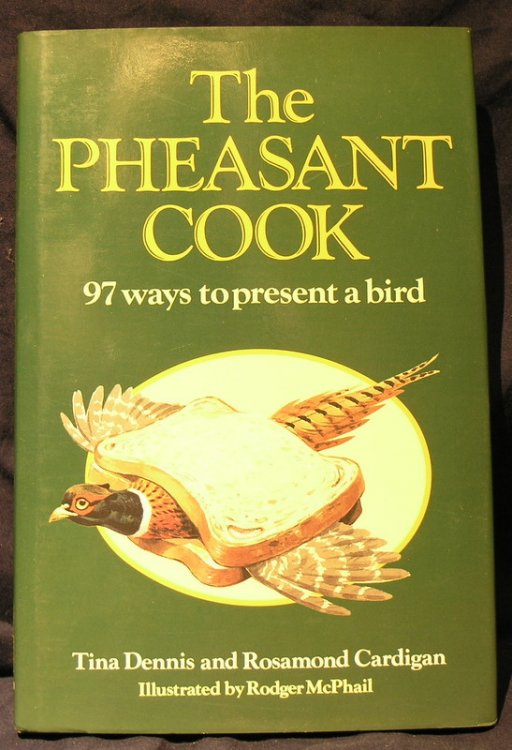 The
PHEASANT
COOK
97 ways to present a bird
Tina Dennis and Rosamond Cardigan
Illustrated by Rodger McPhail